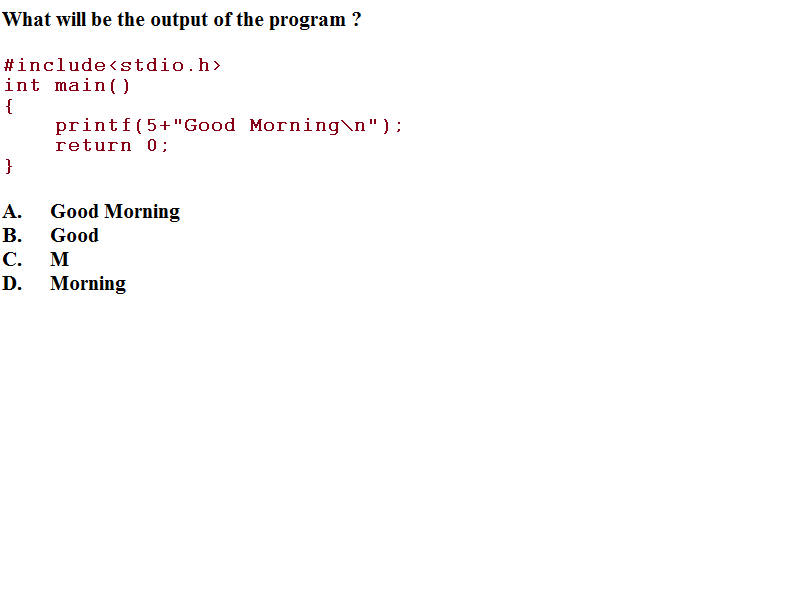 What will be the output of the program ?
#include<stdio.h>
int main()
{
    printf(5+"Good Morning\n");
    return 0;
}
A. Good Morning
B. Good
C. M
D. Morning